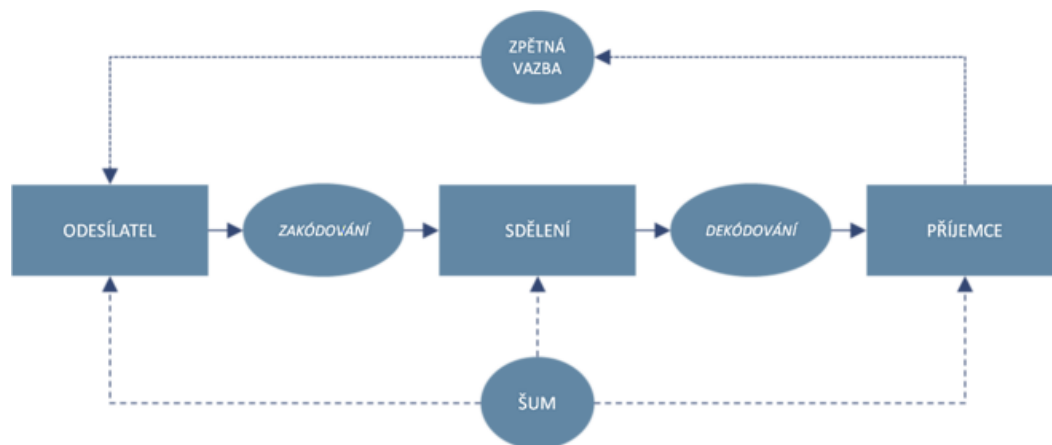 ZPĚTNÁ
VAZBA
ODESÍLATEL
ZAKÓDOVÁNÍ
SDĚLENÍ
DEKÓDOVÁNÍ
PŘÍJEMCE
ŠUM